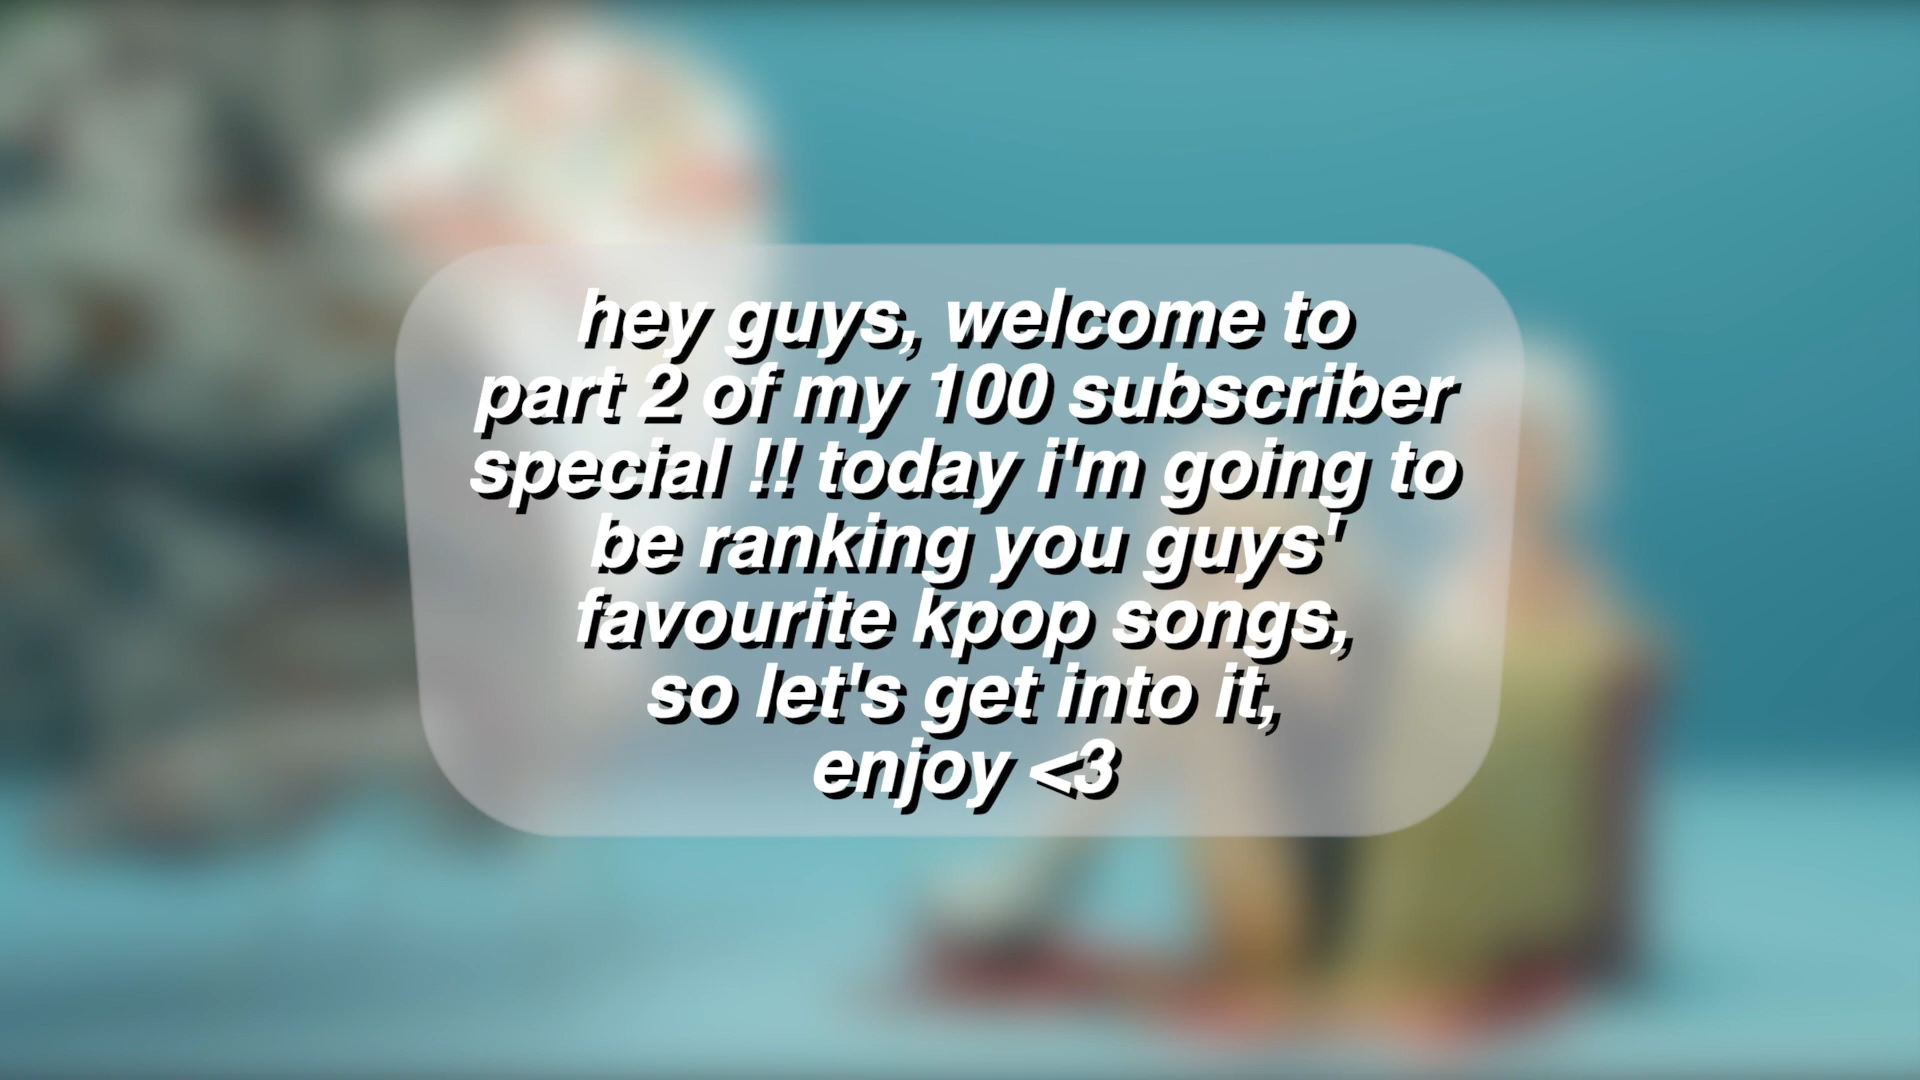 hey guys, welcome to
part 2 of my 100 subscriber
special !! today i'm going to
be ranking you guys'
favourite kpop songs,
so let's get into it,
enjoy <3